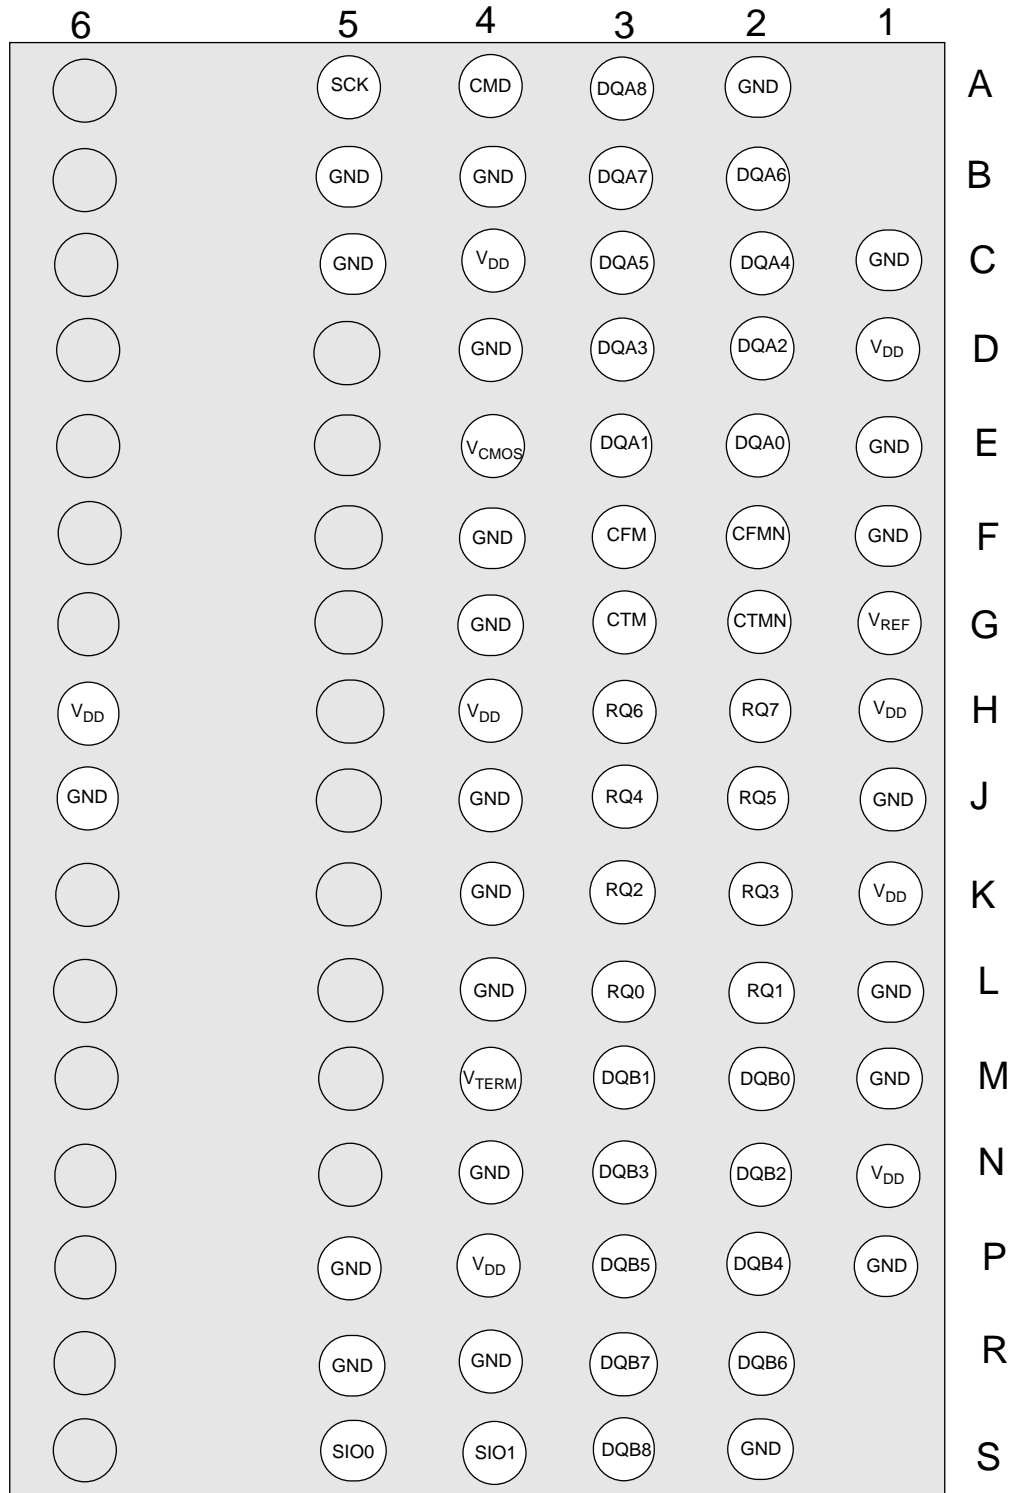 6 5 4 3 2 1
SCK CMD DQA8 GND A
GND GND DQA7 DQA6 B
GND VDD DQA5 DQA4 GND C
GND DQA3 DQA2 VDD D
VCMOS DQA1 DQA0 GND E
GND CFM CFMN GND F
GND CTM CTMN VREF G
VDD VDD RQ6 RQ7 VDD H
GND GND RQ4 RQ5 GND J
GND RQ2 RQ3 VDD K
GND RQ0 RQ1 GND L
VTERM DQB1 DQB0 GND M
GND DQB3 DQB2 VDD N
GND VDD DQB5 DQB4 GND P
GND GND DQB7 DQB6 R
SIO0 SIO1 DQB8 GND S